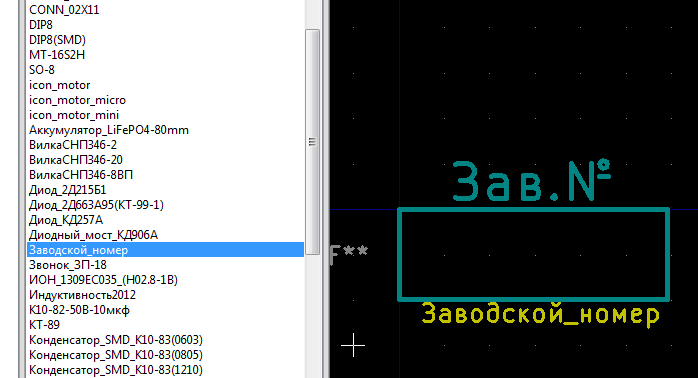 CONN_02X11
DIP8
DIP8(SMD)
MT-16S2H
SO-8
icon_motor
icon_motor_micro
icon_motor_mini
Аккумулятор_LiFePO4-80mm
ВилкаСНП346-2
ВилкаСНП346-20
ВилкаСНП346-8ВП
Диод_2Д215Б1
Диод_2Д663А95(КТ-99-1)
Диод_КД257А
Диодный_мост_КД906А
Заводской_номер
Звонок_ЗП-18
ИОН_1309ЕС035_(Н02.8-1В)
Индуктивность2012
К10-82-50В-10мкф
КТ-89
Конденсатор_SMD_К10-83(0603)
Конденсатор_SMD_К10-83(0805)
Конденсатор_SMD_К10-83(1210)
Зав.№
F**
Заводской_номер